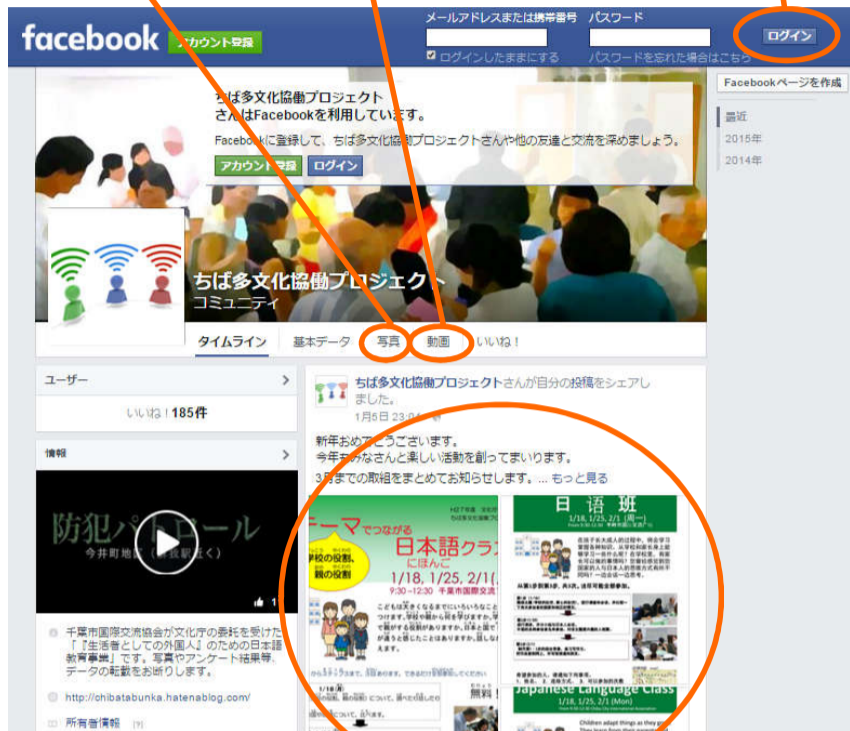 facebook
アカウント登録
メールアドレスまたは携帯番号
パスワード
ログイン
ログインしたままにする
パスワードを忘れた場合はこちら
Facebookページを作成
最近
2015年
2014年
ちば多文化協働プロジェクト
さんはFacebookを利用しています。
Facebookに登録して、ちば多文化協働プロジェクトさんや他の友達と交流を深めましょう。
アカウント登録
ログイン
ちば多文化協働プロジェクト
コミュニティ
タイムライン
基本データ
写真
動画
いいね！
ユーザー
いいね！185件
情報
防犯パトロール
今井町地区
千葉市国際交流協会が文化庁の委託を受けた
「『生活者としての外国人』のための日本語
教育事業」です。写真やアンケート結果等、
データの転載をお断りします。
http://chibatabunka.hatenablog.com/
所有者情報 [?]
ちば多文化協働プロジェクトさんが自分の投稿をシェアし
ました。
1月5日 23:04
新年おめでとうございます。
今年もみなさんと楽しい活動を創ってまいります。
3月までの取組をまとめてお知らせします。... もっと見る
テーマでつながる
日本語クラス
にほんご
学校の役割、
親の役割
1/18, 1/25, 2/1(
9:30~12:30 千葉市国際交流
日 语 班
1/18, 1/25, 2/1 (周一)
1/18(月)
無料
Japanese Language Class
1/18, 1/25, 2/1 (Mon)